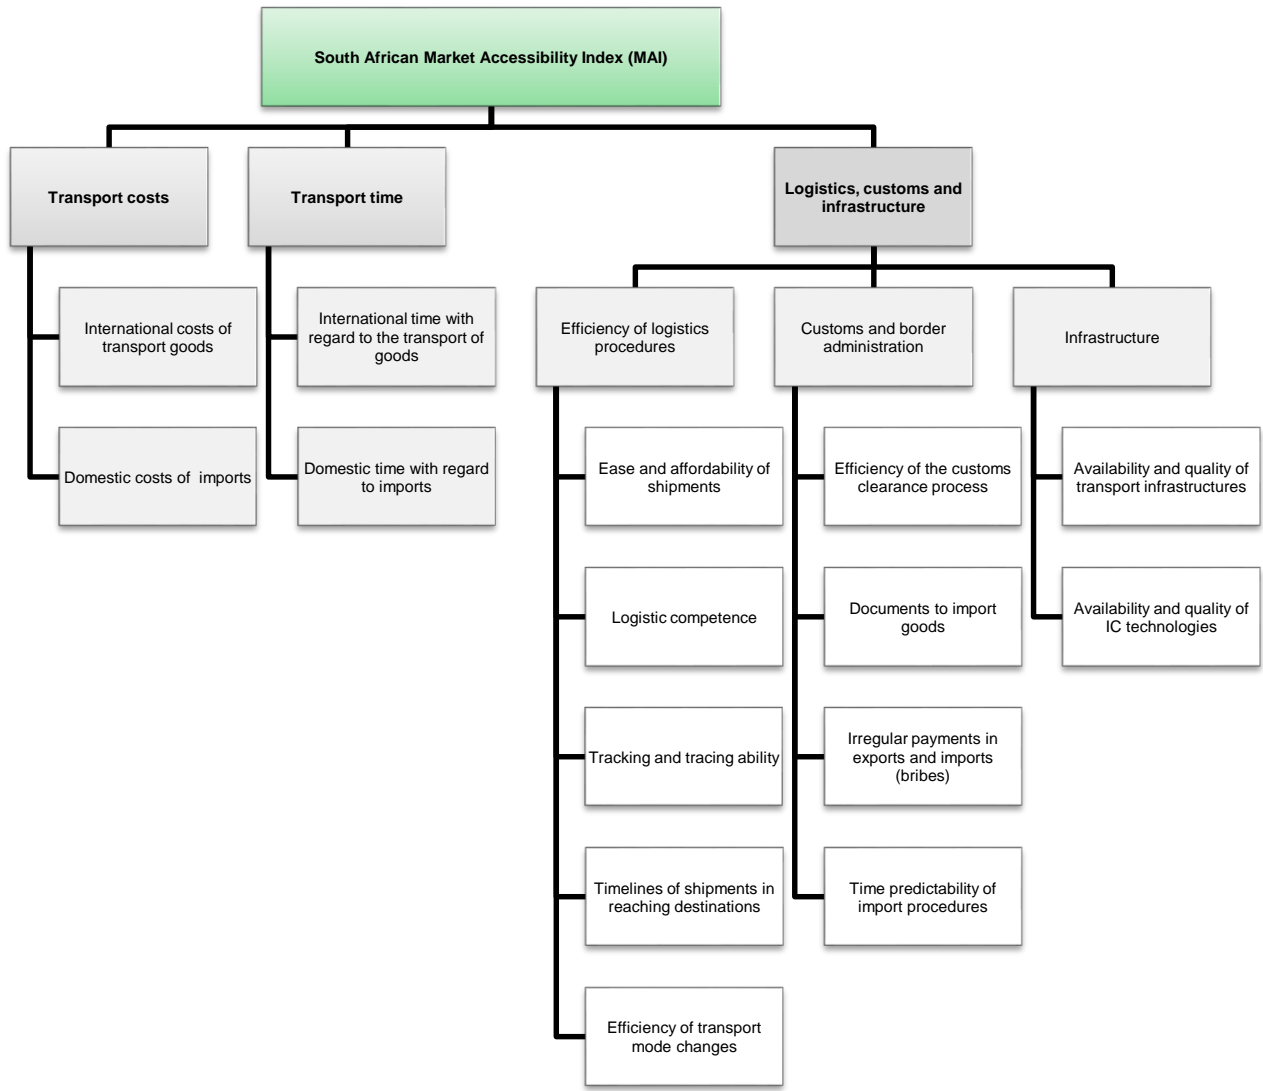 South African Market Accessibility Index (MAI)
Transport costs
Transport time
Logistics, customs and
infrastructure
International costs of
transport goods
International time with
regard to the transport of
goods
Efficiency of logistics
procedures
Customs and border
administration
Infrastructure
Domestic costs of  imports
Domestic time with regard
to imports
Ease and affordability of
shipments
Efficiency of the customs
clearance process
Availability and quality of
transport infrastructures
Logistic competence
Documents to import
goods
Availability and quality of
IC technologies
Tracking and tracing ability
Irregular payments in
exports and imports
(bribes)
Timelines of shipments in
reaching destinations
Time predictability of
import procedures
Efficiency of transport
mode changes